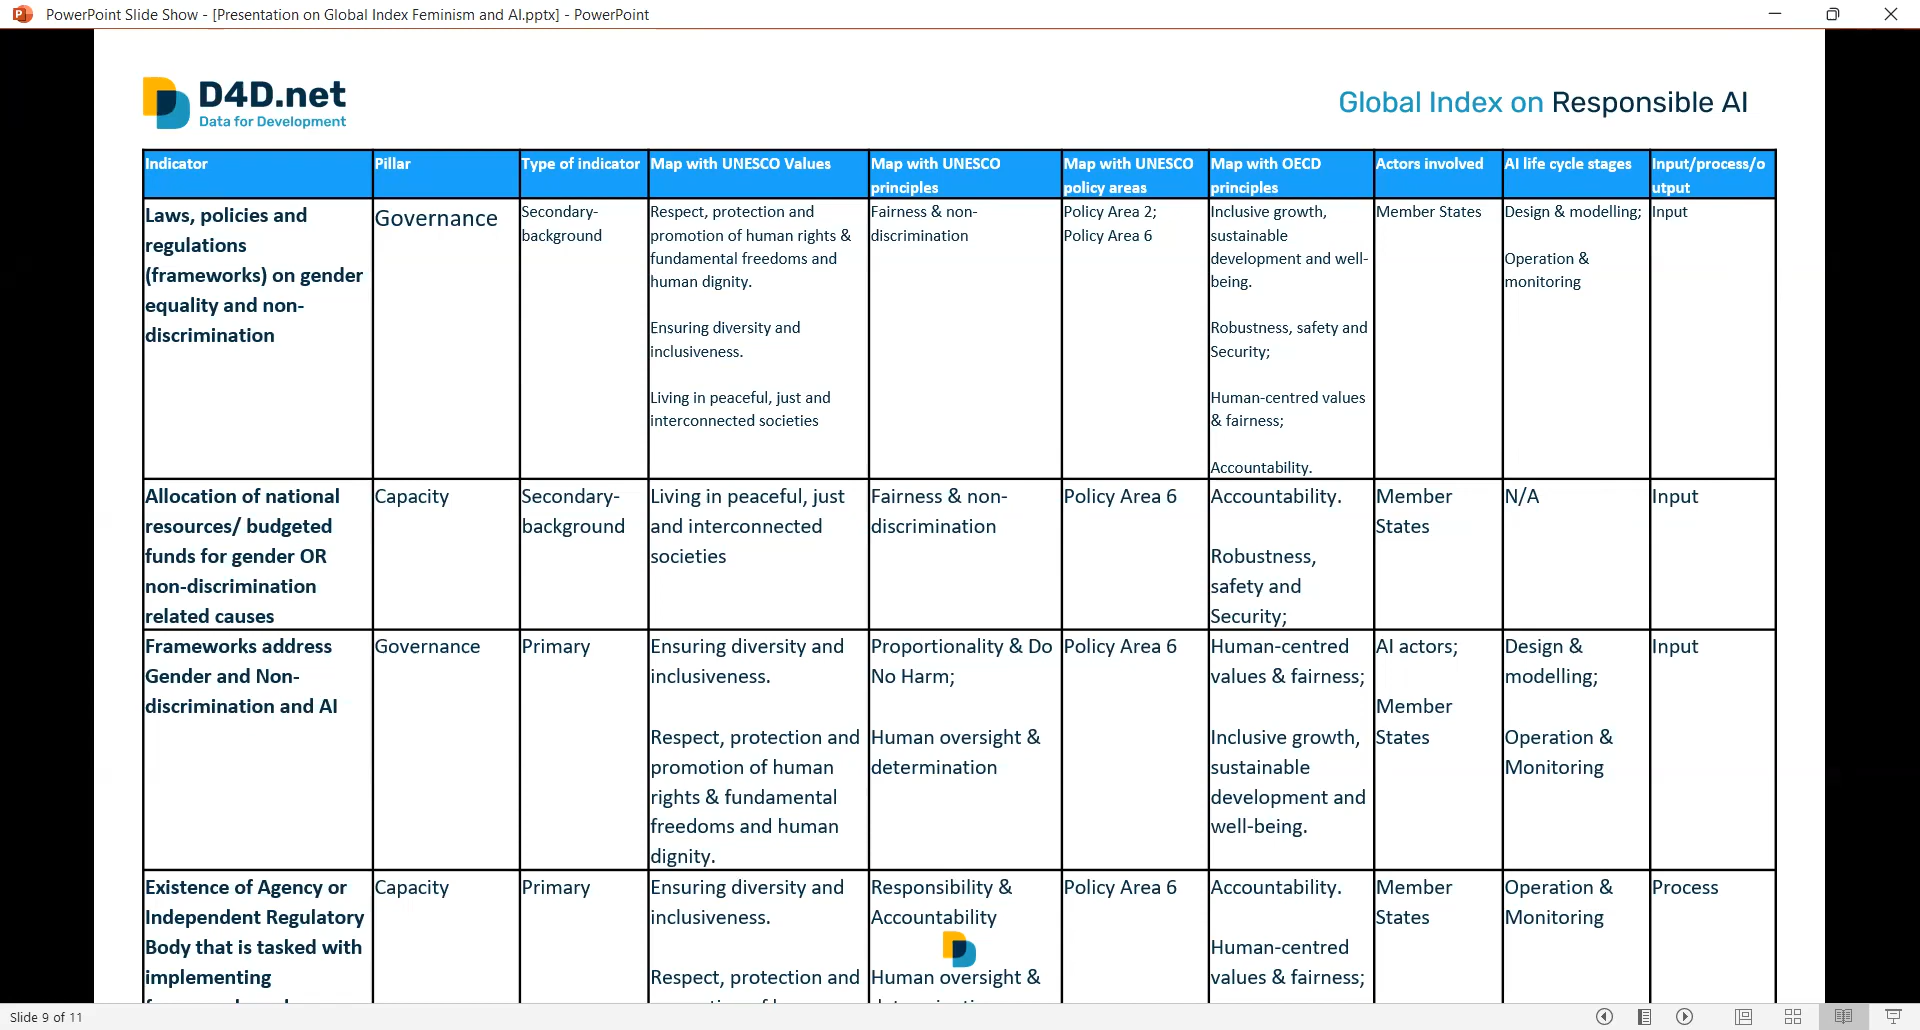 PowerPoint Slide Show - [Presentation on Global Index Feminism and AI.pptx] - PowerPoint
D4D.net
Data for Development
Global Index on Responsible AI
Indicator
Pillar
Type of indicator
Map with UNESCO Values
Map with UNESCO
principles
Map with UNESCO
policy areas
Map with OECD
principles
Actors involved
AI life cycle stages
Input/process/o
utput
Laws, policies and
regulations
(frameworks) on gender
equality and non-
discrimination
Governance
Secondary-
background
Respect, protection and
promotion of human rights &
fundamental freedoms and
human dignity.
Ensuring diversity and
inclusiveness.
Living in peaceful, just and
interconnected societies
Fairness & non-
discrimination
Policy Area 2;
Policy Area 6
Inclusive growth,
sustainable
development and well-
being.
Robustness, safety and
Security;
Human-centred values
& fairness;
Accountability.
Member States
Design & modelling;
Operation &
monitoring
Input
Allocation of national
resources/ budgeted
funds for gender OR
non-discrimination
related causes
Capacity
Secondary-
background
Living in peaceful, just
and interconnected
societies
Fairness & non-
discrimination
Policy Area 6
Accountability.
Robustness,
safety and
Security;
Member
States
N/A
Input
Frameworks address
Gender and Non-
discrimination and AI
Governance
Primary
Ensuring diversity and
inclusiveness.
Respect, protection and
promotion of human
rights & fundamental
freedoms and human
dignity.
Proportionality & Do
No Harm;
Human oversight &
determination
Policy Area 6
Human-centred
values & fairness;
Inclusive growth,
sustainable
development and
well-being.
AI actors;
Member
States
Design &
modelling;
Operation &
Monitoring
Input
Existence of Agency or
Independent Regulatory
Body that is tasked with
implementing
Capacity
Primary
Ensuring diversity and
inclusiveness.
Respect, protection and
Responsibility &
Accountability
Human oversight &
Policy Area 6
Accountability.
Human-centred
values & fairness;
Member
States
Operation &
Monitoring
Process
Slide 9 of 11